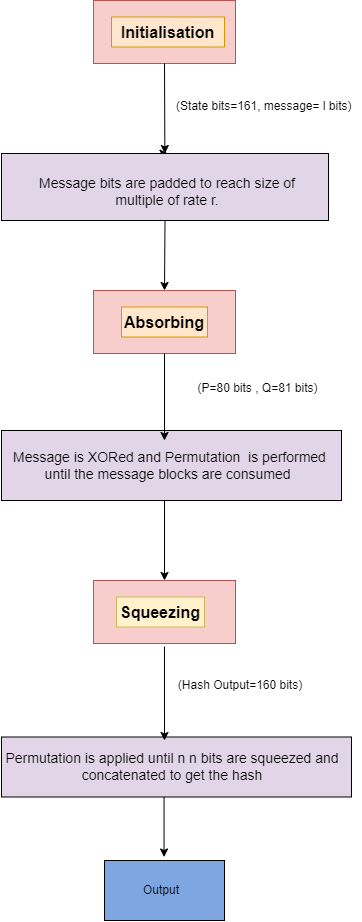 Initialisation
(State bits=161, message= l bits)
Message bits are padded to reach size of
multiple of rate r.
Absorbing
(P=80 bits , Q=81 bits)
Message is XORed and Permutation is performed
until the message blocks are consumed
Squeezing
(Hash Output=160 bits)
Permutation is applied until n n bits are squeezed and
concatenated to get the hash
Output